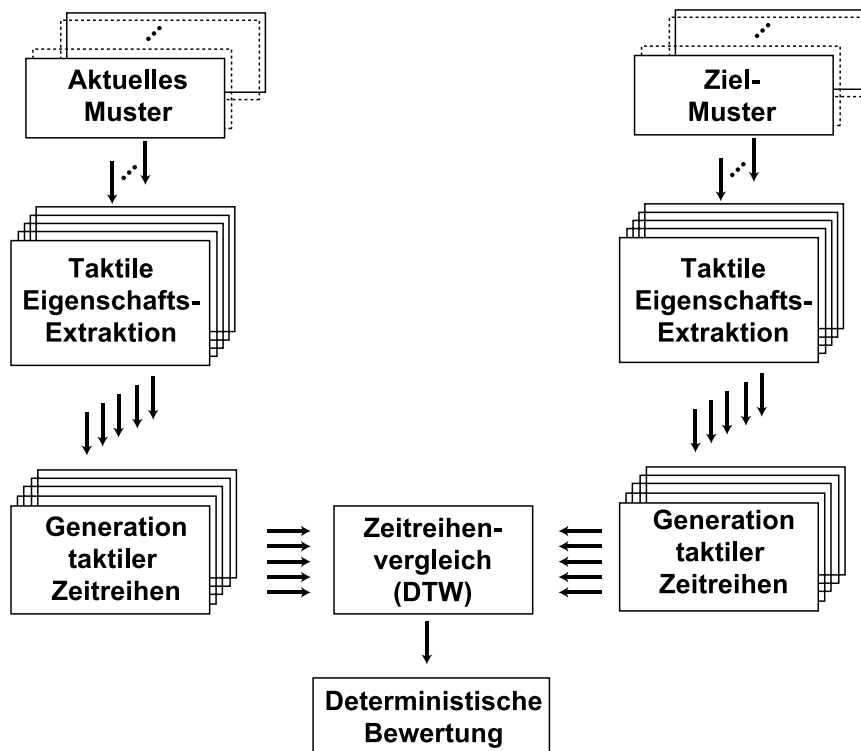 Aktuelles
Muster
Ziel-
Muster
Taktile
Eigenschafts-
Extraktion
Taktile
Eigenschafts-
Extraktion
Generation
taktiler
Zeitreihen
Zeitreihen-
vergleich
(DTW)
Generation
taktiler
Zeitreihen
Deterministische
Bewertung